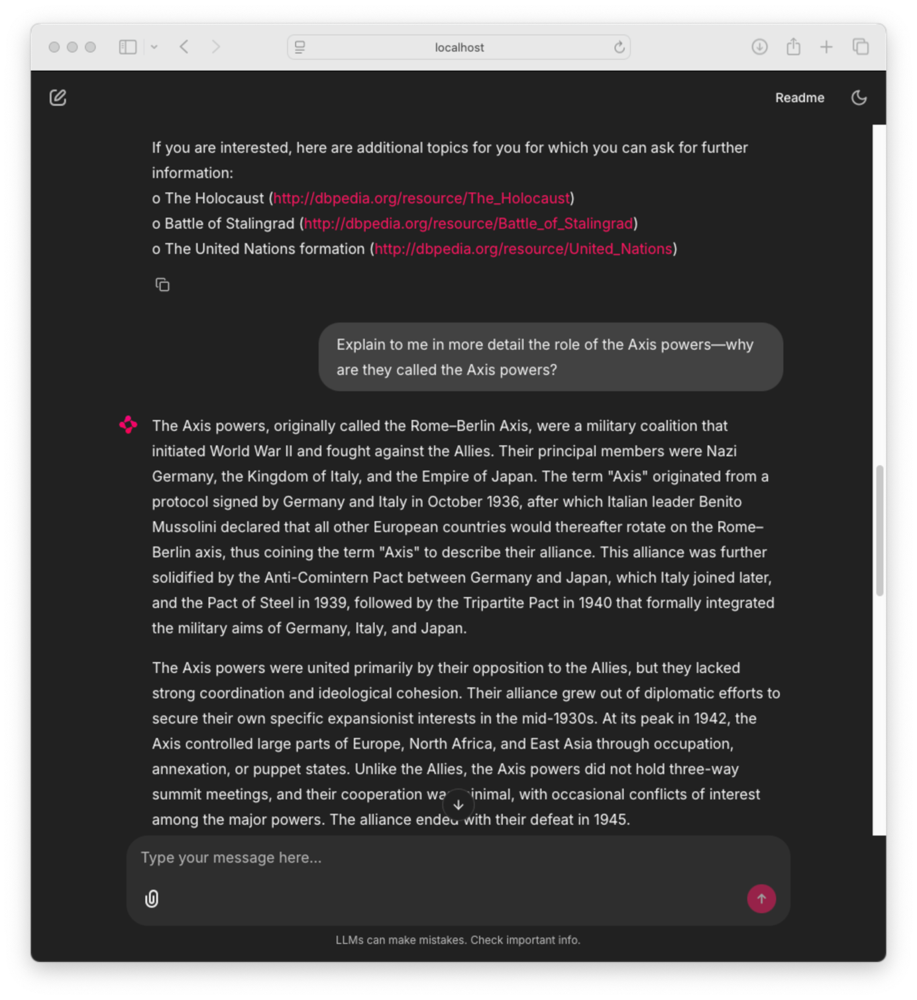 localhost
Readme
If you are interested, here are additional topics for you for which you can ask for further
information:
o The Holocaust (http://dbpedia.org/resource/The_Holocaust)
o Battle of Stalingrad (http://dbpedia.org/resource/Battle_of_Stalingrad)
o The United Nations formation (http://dbpedia.org/resource/United_Nations)
Explain to me in more detail the role of the Axis powers—why
are they called the Axis powers?
The Axis powers, originally called the Rome–Berlin Axis, were a military coalition that
initiated World War II and fought against the Allies. Their principal members were Nazi
Germany, the Kingdom of Italy, and the Empire of Japan. The term "Axis" originated from a
protocol signed by Germany and Italy in October 1936, after which Italian leader Benito
Mussolini declared that all other European countries would thereafter rotate on the Rome–
Berlin axis, thus coining the term "Axis" to describe their alliance. This alliance was further
solidified by the Anti-Comintern Pact between Germany and Japan, which Italy joined later,
and the Pact of Steel in 1939, followed by the Tripartite Pact in 1940 that formally integrated
the military aims of Germany, Italy, and Japan.
The Axis powers were united primarily by their opposition to the Allies, but they lacked
strong coordination and ideological cohesion. Their alliance grew out of diplomatic efforts to
secure their own specific expansionist interests in the mid-1930s. At its peak in 1942, the
Axis controlled large parts of Europe, North Africa, and East Asia through occupation,
annexation, or puppet states. Unlike the Allies, the Axis powers did not hold three-way
summit meetings, and their cooperation was minimal, with occasional conflicts of interest
among the major powers. The alliance ended with their defeat in 1945.
Type your message here...
LLMs can make mistakes. Check important info.